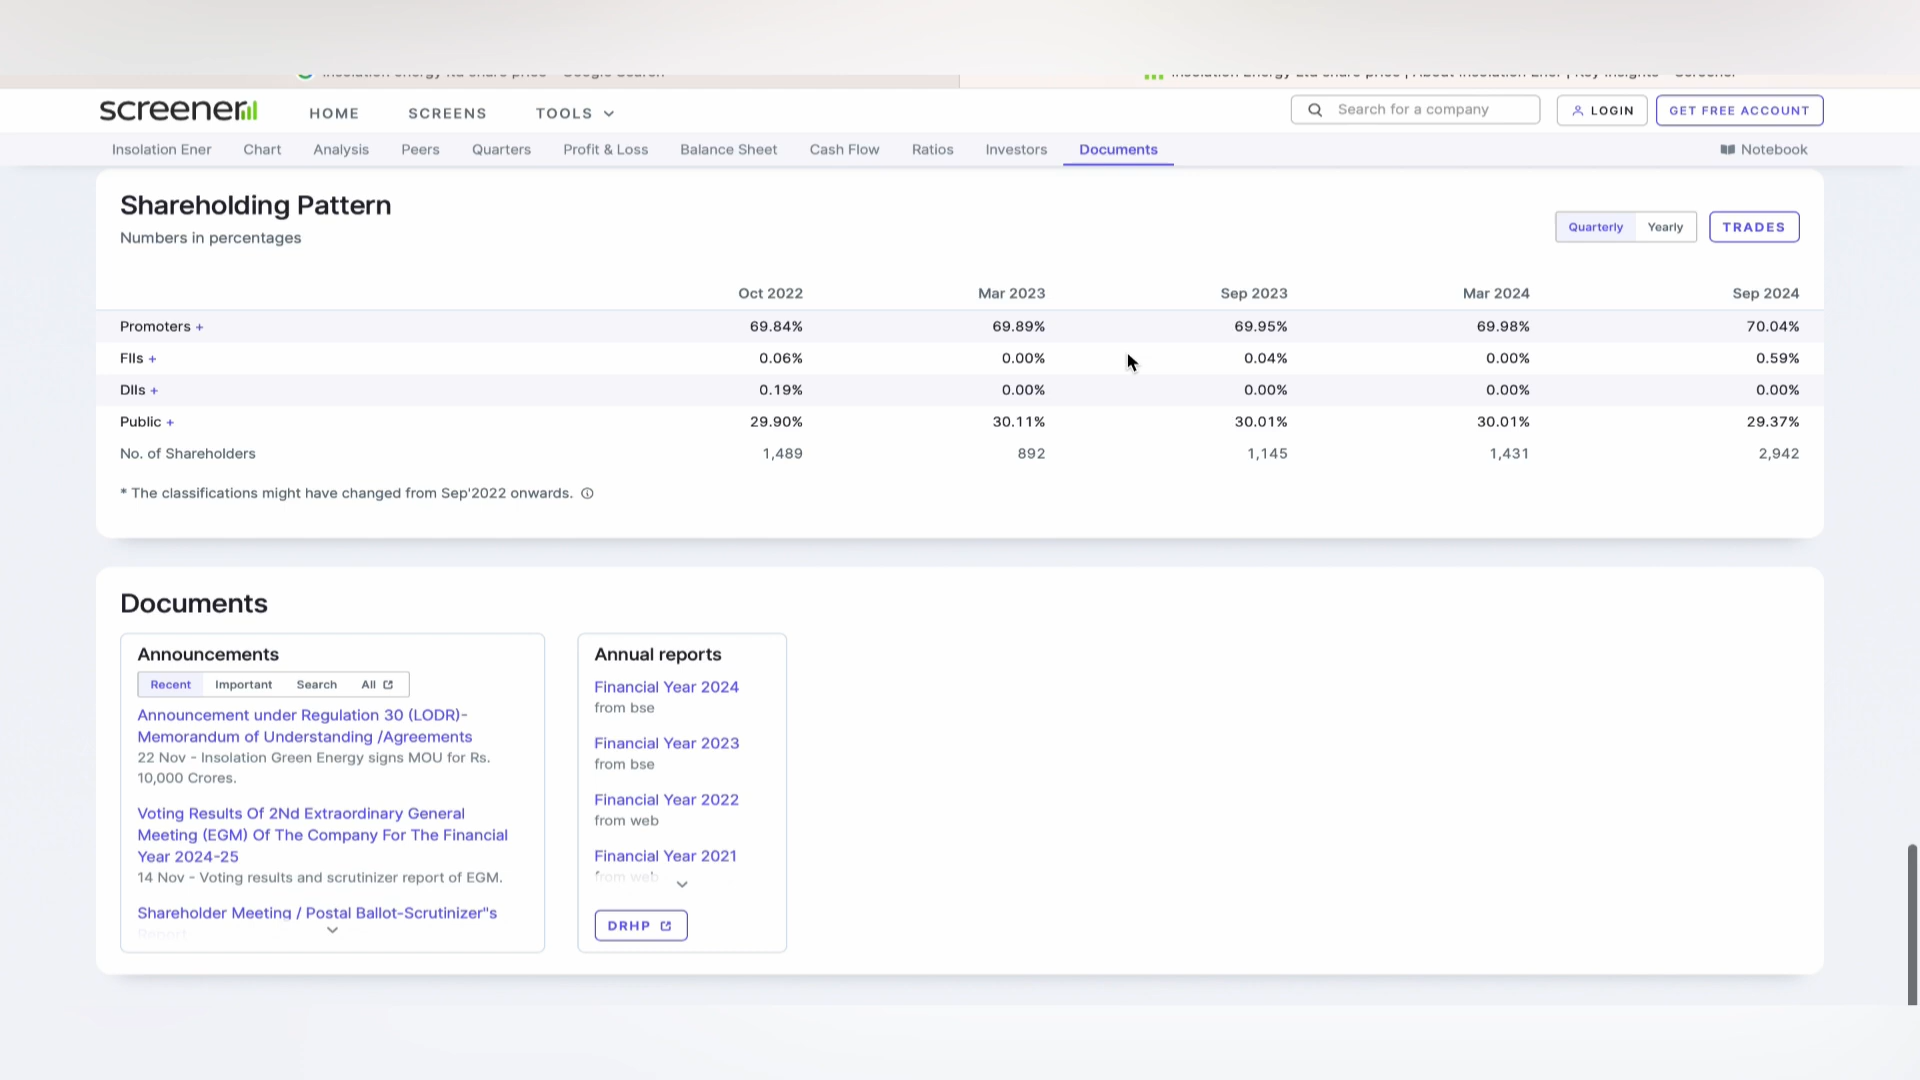 screener
HOME SCREENS TOOLS
Search for a company
LOGIN
GET FREE ACCOUNT
Insolation Ener Chart Analysis Peers Quarters Profit & Loss Balance Sheet Cash Flow Ratios Investors Documents Notebook
Shareholding Pattern
Numbers in percentages
Quarterly Yearly TRADES
Oct 2022 Mar 2023 Sep 2023 Mar 2024 Sep 2024
Promoters + 69.84% 69.89% 69.95% 69.98% 70.04%
FIIs + 0.06% 0.00% 0.04% 0.00% 0.59%
DIIs + 0.19% 0.00% 0.00% 0.00% 0.00%
Public + 29.90% 30.11% 30.01% 30.01% 29.37%
No. of Shareholders 1,489 892 1,145 1,431 2,942
* The classifications might have changed from Sep'2022 onwards.
Documents
Announcements
Recent Important Search All
Announcement under Regulation 30 (LODR)-
Memorandum of Understanding /Agreements
22 Nov - Insolation Green Energy signs MOU for Rs.
10,000 Crores.
Voting Results Of 2Nd Extraordinary General
Meeting (EGM) Of The Company For The Financial
Year 2024-25
14 Nov - Voting results and scrutinizer report of EGM.
Shareholder Meeting / Postal Ballot-Scrutinizer"s
Report
Annual reports
Financial Year 2024
from bse
Financial Year 2023
from bse
Financial Year 2022
from web
Financial Year 2021
from web
DRHP